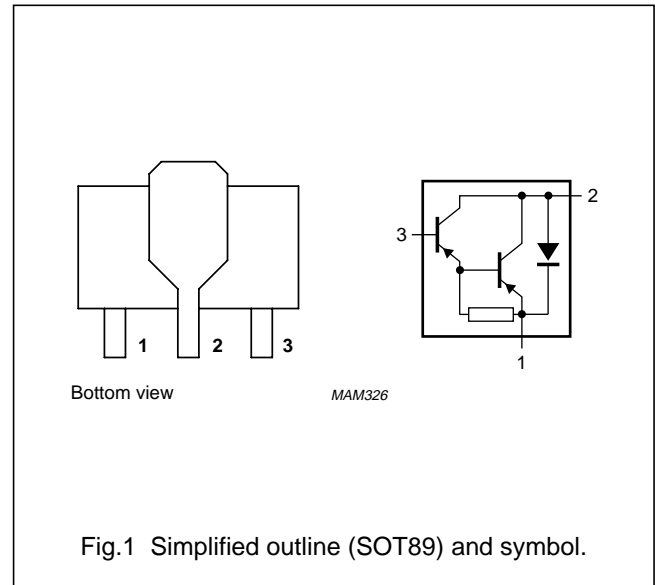 2
3
1
1 2 3
Bottom view
MAM326
Fig.1 Simplified outline (SOT89) and symbol.